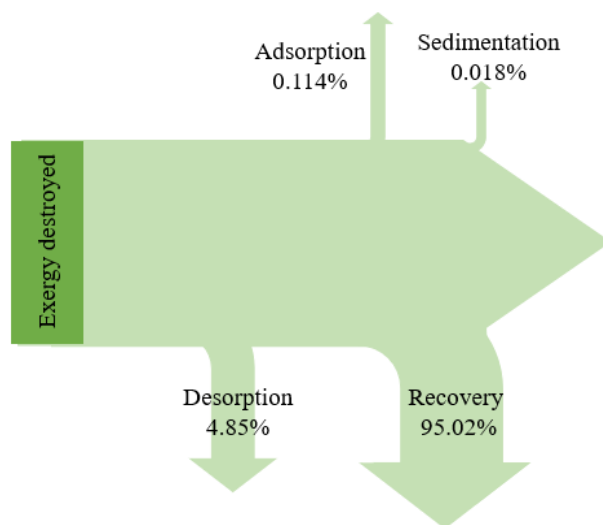 Adsorption
0.114%
Sedimentation
0.018%
Exergy destroyed
Desorption
4.85%
Recovery
95.02%